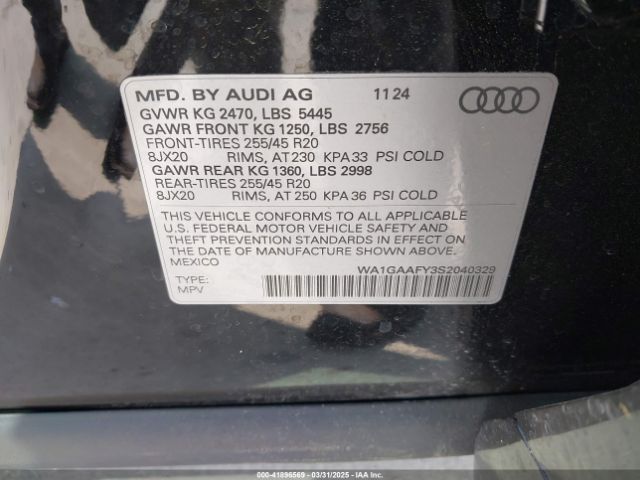 MFD. BY AUDI AG 11 24
GVWR KG 2470, LBS 5445
GAWR FRONT KG 1250, LBS 2756
FRONT-TIRES 255/45 R20
8JX20 RIMS, AT 230 KPA 33 PSI COLD
GAWR REAR KG 1360, LBS 2998
REAR-TIRES 255/45 R20
8JX20 RIMS, AT 250 KPA 36 PSI COLD
THIS VEHICLE CONFORMS TO ALL APPLICABLE
U.S. FEDERAL MOTOR VEHICLE SAFETY AND
THEFT PREVENTION STANDARDS IN EFFECT ON
THE DATE OF MANUFACTURE SHOWN ABOVE.
MEXICO
WA1GAAFY3S2040329
TYPE:
MPV
000-41896569 - 03/31/2025 - Copyright © IAA. All Rights Reserved.